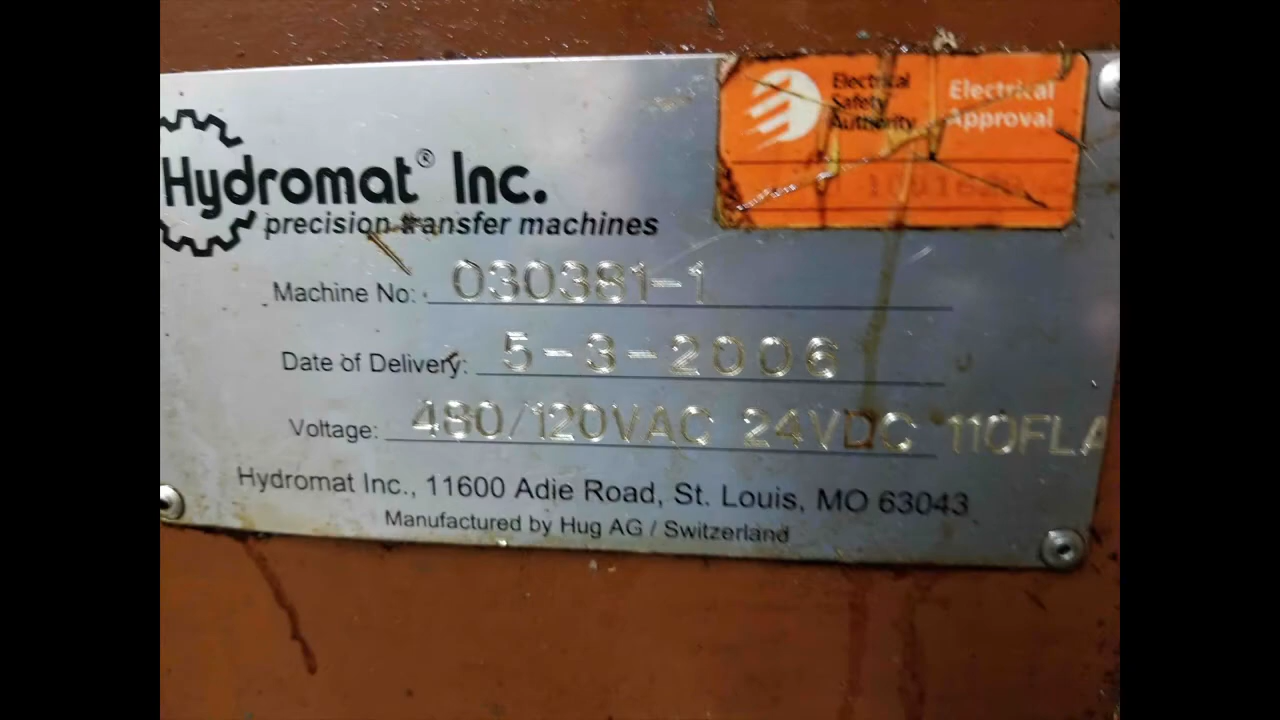 Hydromat® Inc.
precision transfer machines
Electrical
Safety
Authority
Electrical
Approval
Machine No: 030381-1
Date of Delivery: 5-3-2006
Voltage: 480/120VAC 24VDC 110FLA
Hydromat Inc., 11600 Adie Road, St. Louis, MO 63043
Manufactured by Hug AG / Switzerland